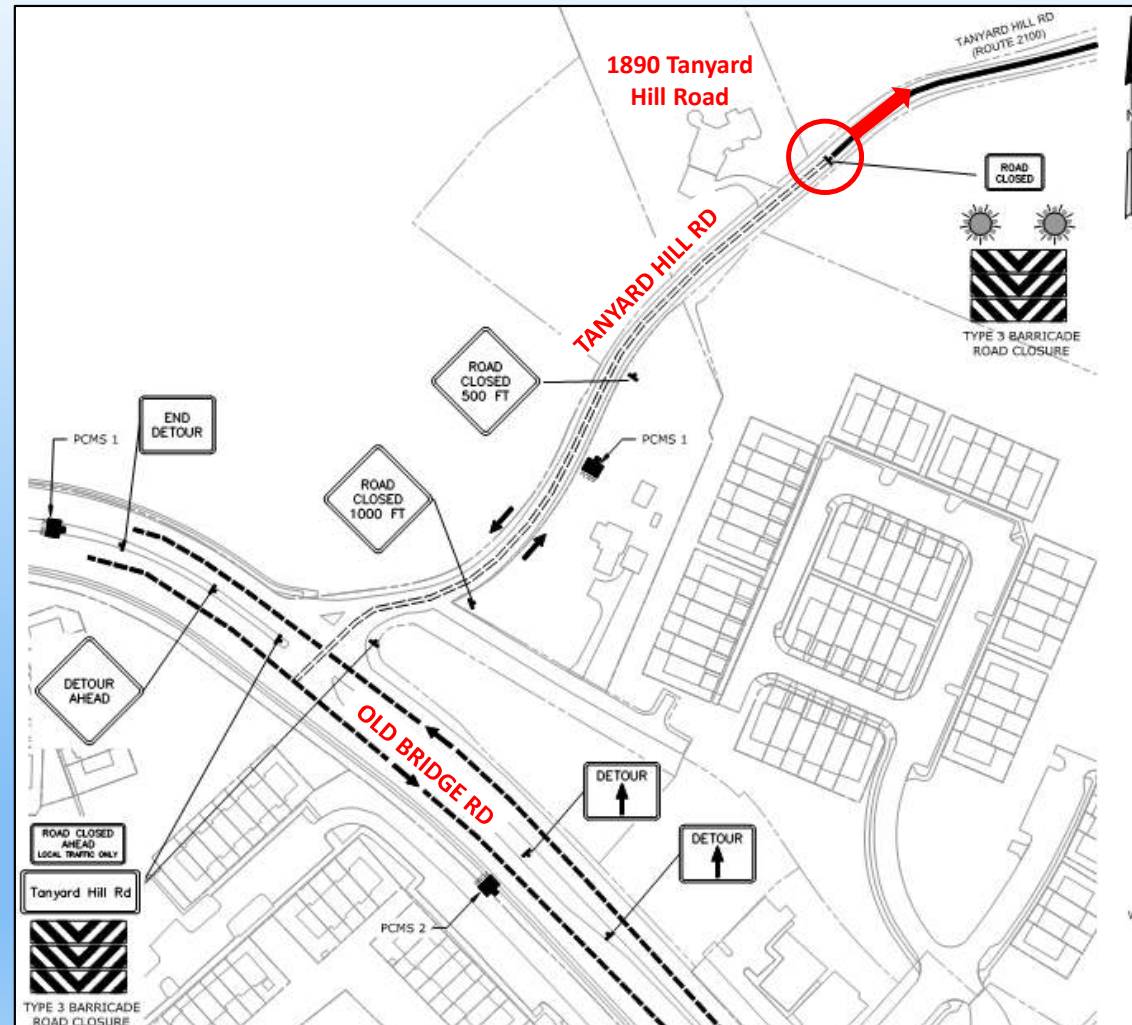 TANYARD HILL RD
(ROUTE 2100)
1890 Tanyard
Hill Road
ROAD
CLOSED
TYPE 3 BARRICADE
ROAD CLOSURE
TANYARD HILL RD
ROAD
CLOSED
500 FT
END
DETOUR
PCMS 1
PCMS 1
ROAD
CLOSED
1000 FT
DETOUR
AHEAD
OLD BRIDGE RD
DETOUR
DETOUR
ROAD CLOSED
AHEAD
LOCAL TRAFFIC ONLY
Tanyard Hill Rd
PCMS 2
TYPE 3 BARRICADE
ROAD CLOSURE